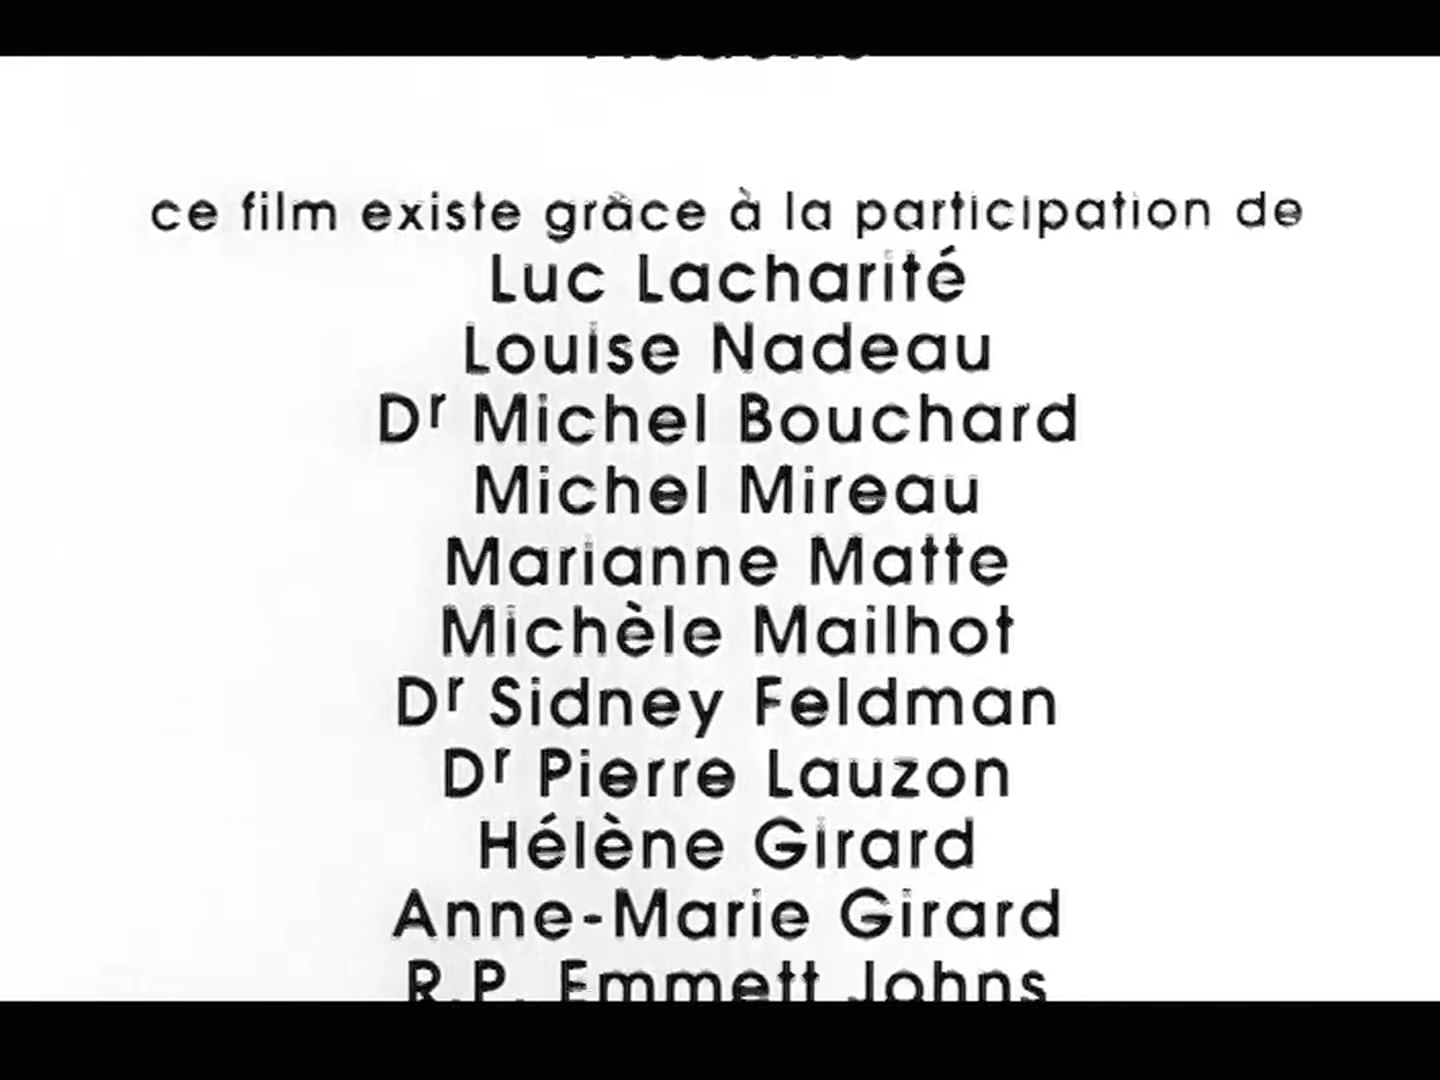 ce film existe grâce à la participation de
Luc Lacharité
Louise Nadeau
Dr Michel Bouchard
Michel Mireau
Marianne Matte
Michèle Mailhot
Dr Sidney Feldman
Dr Pierre Lauzon
Hélène Girard
Anne-Marie Girard
R.P. Emmett Johns